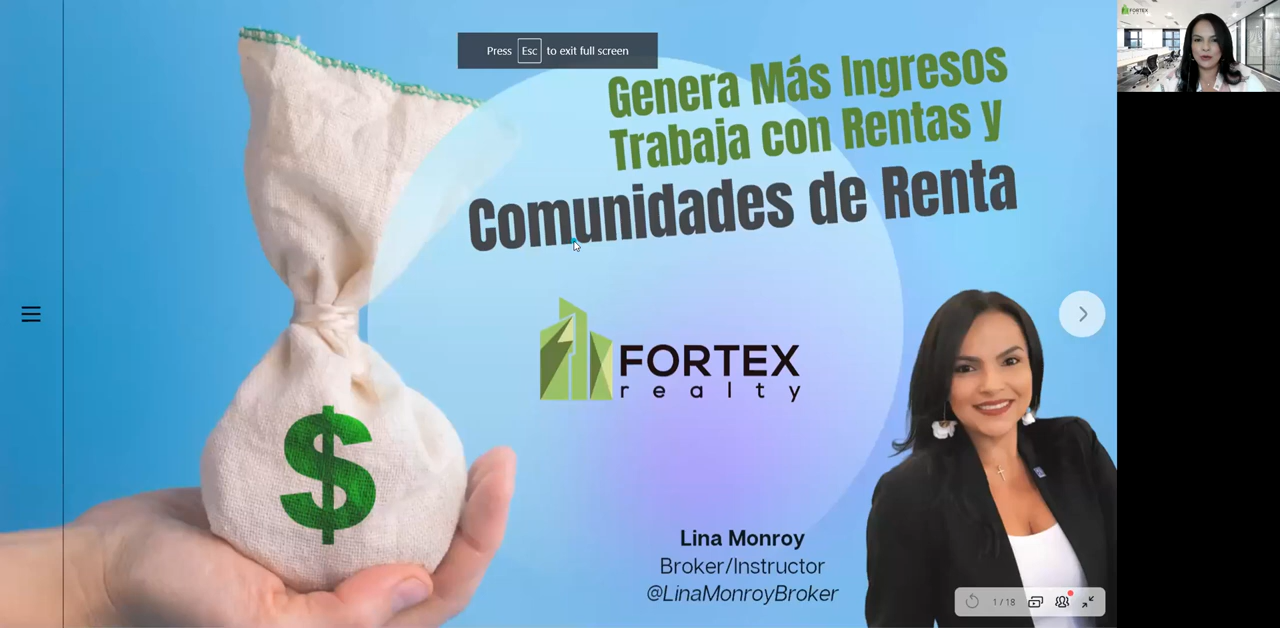 Press Esc to exit full screen
FORTEX
Genera Más Ingresos
Trabaja con Rentas y
Comunidades de Renta
$
FORTEX
realty
Lina Monroy
Broker/Instructor
@LinaMonroyBroker
1 / 18